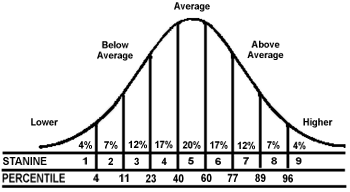 Average
Below
Average
Above
Average
Lower
Higher
4% 7% 12% 17% 20% 17% 12% 7% 4%
STANINE 1 2 3 4 5 6 7 8 9
PERCENTILE 4 11 23 40 60 77 89 96